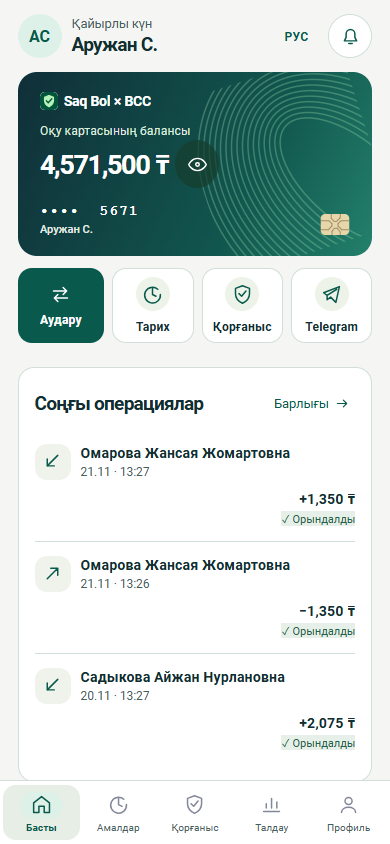 AC
Қайырлы күн
Аружан С.
РУС
Saq Bol × BCC
Оқу картасының балансы
4,571,500 ₸
•••• 5671
Аружан С.
Аудару
Тарих
Қорғаныс
Telegram
Соңғы операциялар
Барлығы →
Омарова Жансая Жомартовна
21.11 · 13:27
+1,350 ₸
✓ Орындалды
Омарова Жансая Жомартовна
21.11 · 13:26
−1,350 ₸
✓ Орындалды
Садыкова Айжан Нурлановна
20.11 · 13:27
+2,075 ₸
✓ Орындалды
Басты
Амалдар
Қорғаныс
Талдау
Профиль